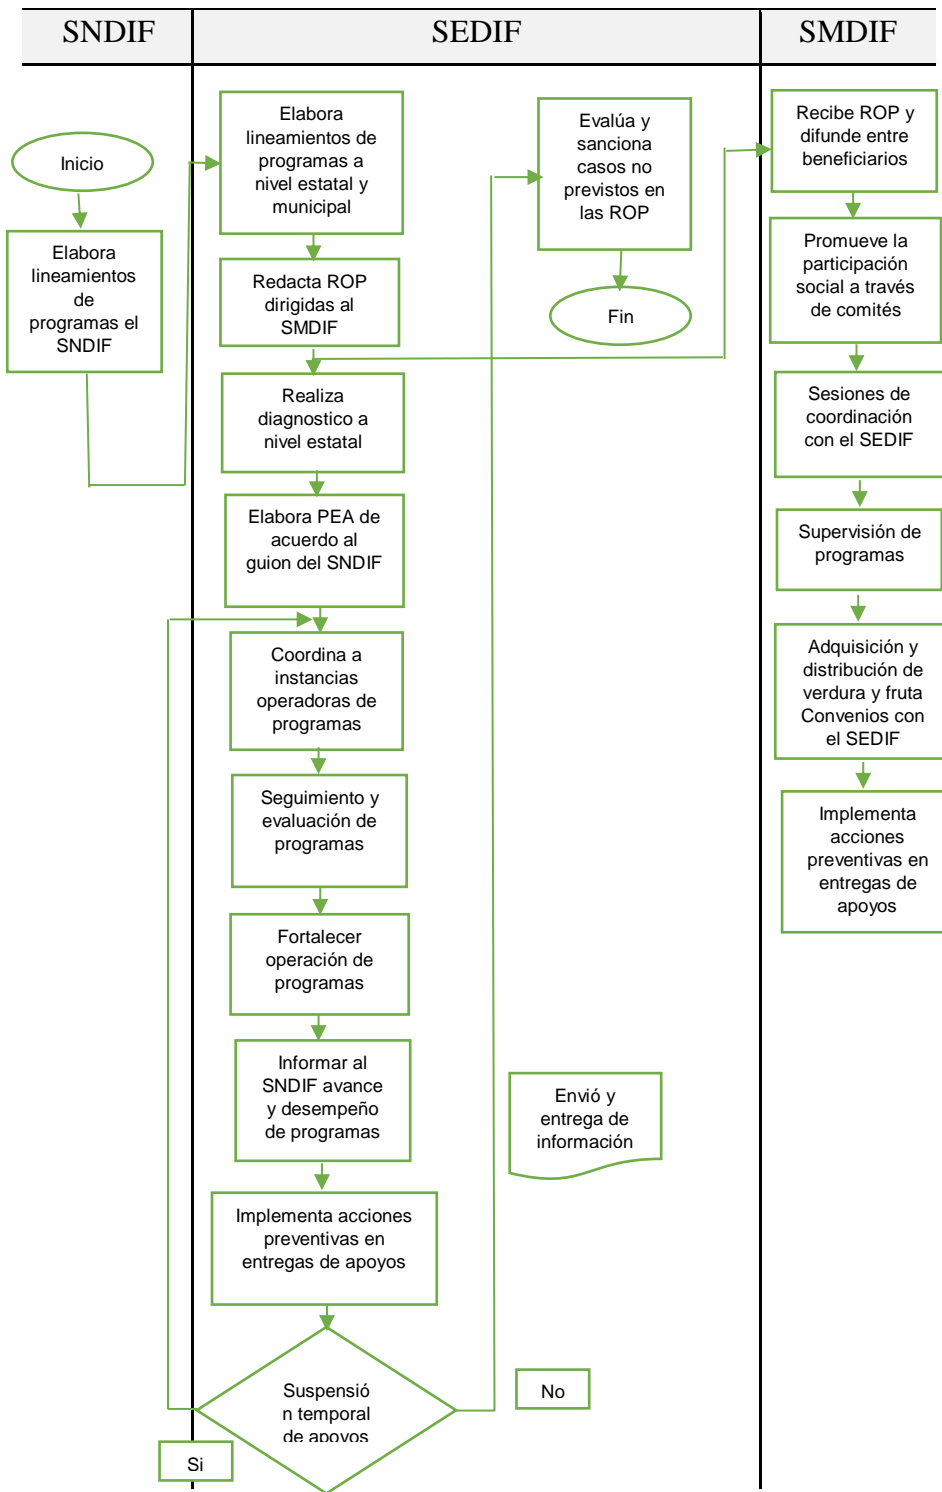 SNDIF
SEDIF
SMDIF
Inicio
Elabora
lineamientos
de
programas el
SNDIF
Elabora
lineamientos de
programas a
nivel estatal y
municipal
Redacta ROP
dirigidas al
SMDIF
Realiza
diagnostico a
nivel estatal
Elabora PEA de
acuerdo al
guion del SNDIF
Coordina a
instancias
operadoras de
programas
Seguimiento y
evaluación de
programas
Fortalecer
operación de
programas
Informar al
SNDIF avance
y desempeño
de programas
Implementa acciones
preventivas en
entregas de apoyos
Suspensió
n temporal
de apoyos
Si
No
Evalúa y
sanciona
casos no
previstos en
las ROP
Fin
Envió y
entrega de
información
Recibe ROP y
difunde entre
beneficiarios
Promueve la
participación
social a través
de comités
Sesiones de
coordinación
con el SEDIF
Supervisión de
programas
Adquisición y
distribución de
verdura y fruta
Convenios con
el SEDIF
Implementa
acciones
preventivas en
entregas de
apoyos